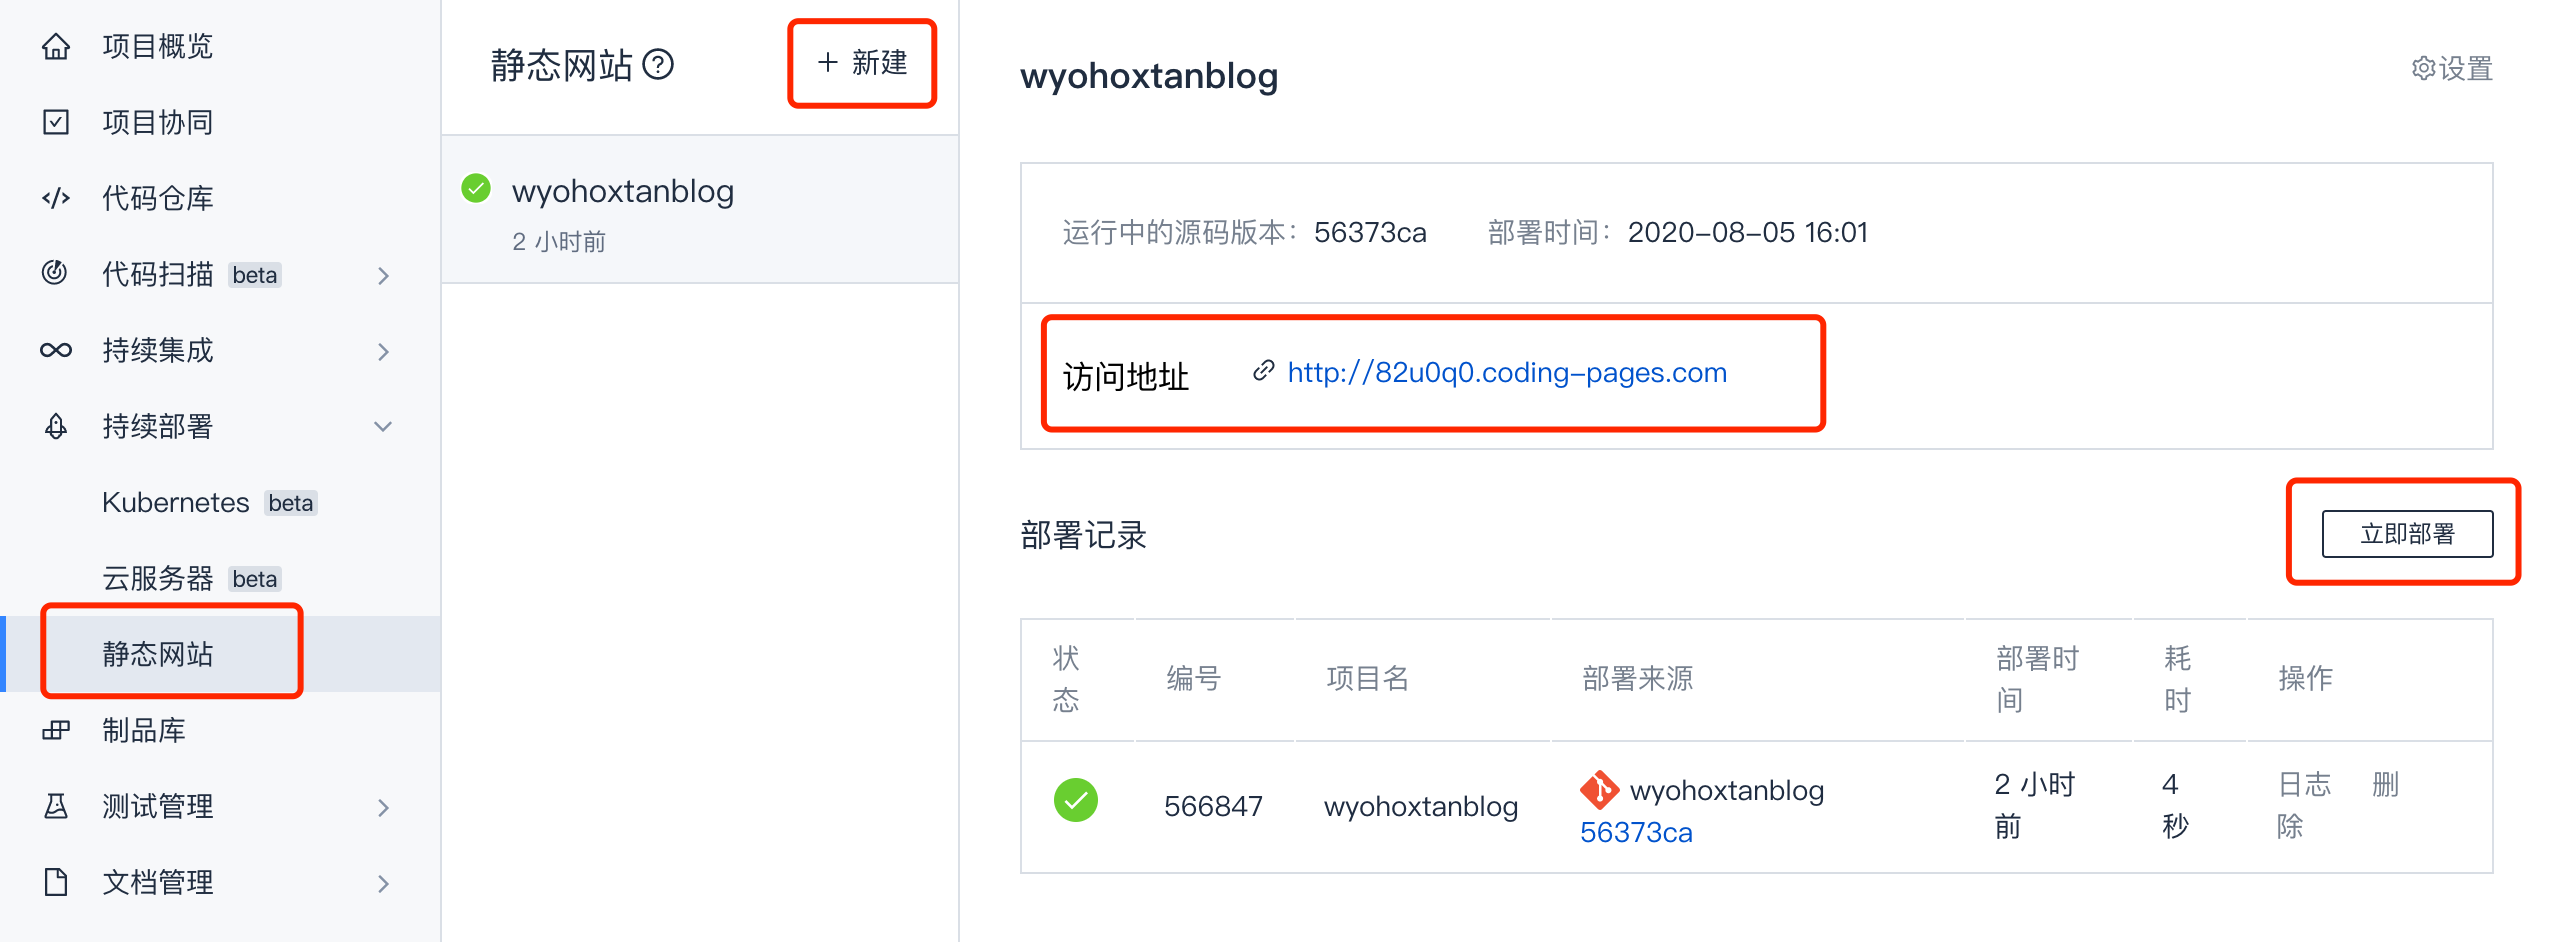 项目概览
项目协同
代码仓库
代码扫描 beta
持续集成
持续部署
Kubernetes beta
云服务器 beta
静态网站
制品库
测试管理
文档管理
静态网站 ?
+ 新建
wyohoxtanblog
2 小时前
wyohoxtanblog
设置
运行中的源码版本： 56373ca 部署时间： 2020-08-05 16:01
访问地址 http://82u0q0.coding-pages.com
部署记录
立即部署
状态 编号 项目名 部署来源 部署时间 耗时 操作
566847 wyohoxtanblog wyohoxtanblog 56373ca 2 小时前 4 秒 日志 删除